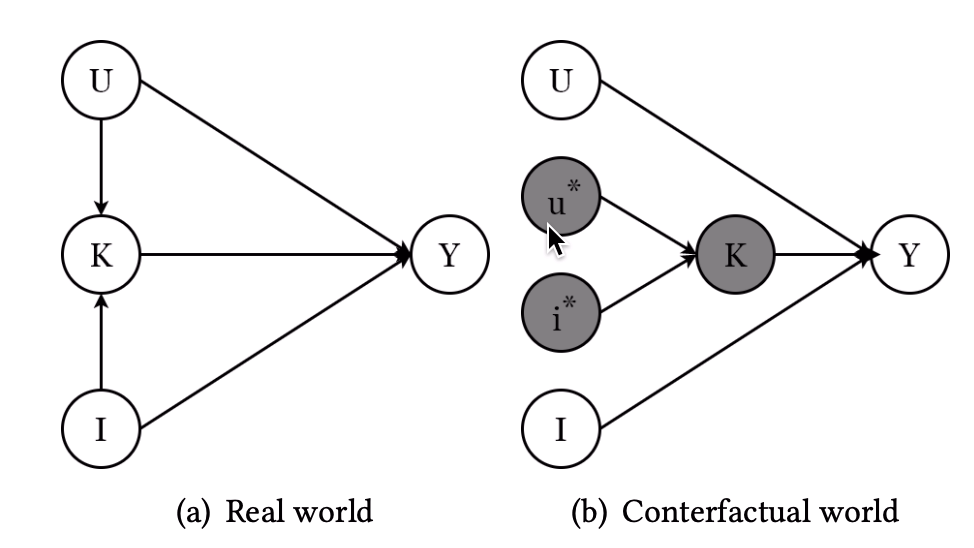 U
K
I
Y
(a) Real world
U
u*
i*
K
I
Y
(b) Conterfactual world